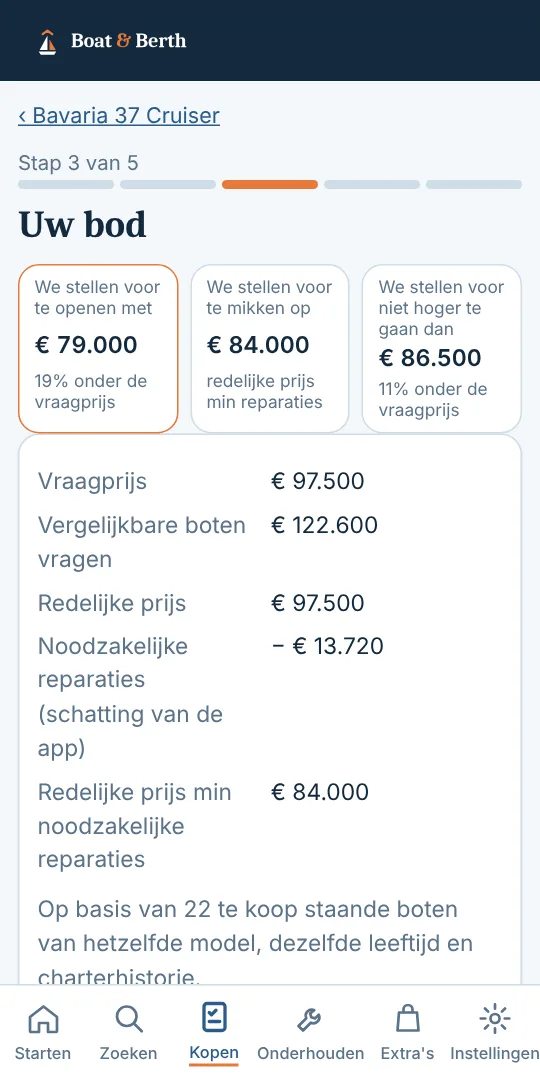 Boat & Berth
‹ Bavaria 37 Cruiser
Stap 3 van 5
Uw bod
We stellen voor
te openen met
€ 79.000
19% onder de
vraagprijs
We stellen voor
te mikken op
€ 84.000
redelijke prijs
min reparaties
We stellen voor
niet hoger te
gaan dan
€ 86.500
11% onder de
vraagprijs
Vraagprijs € 97.500
Vergelijkbare boten € 122.600
vragen
Redelijke prijs € 97.500
Noodzakelijke − € 13.720
reparaties
(schatting van de
app)
Redelijke prijs min € 84.000
noodzakelijke
reparaties
Op basis van 22 te koop staande boten
van hetzelfde model, dezelfde leeftijd en
charterhistorie.
Starten Zoeken Kopen Onderhouden Extra's Instellingen